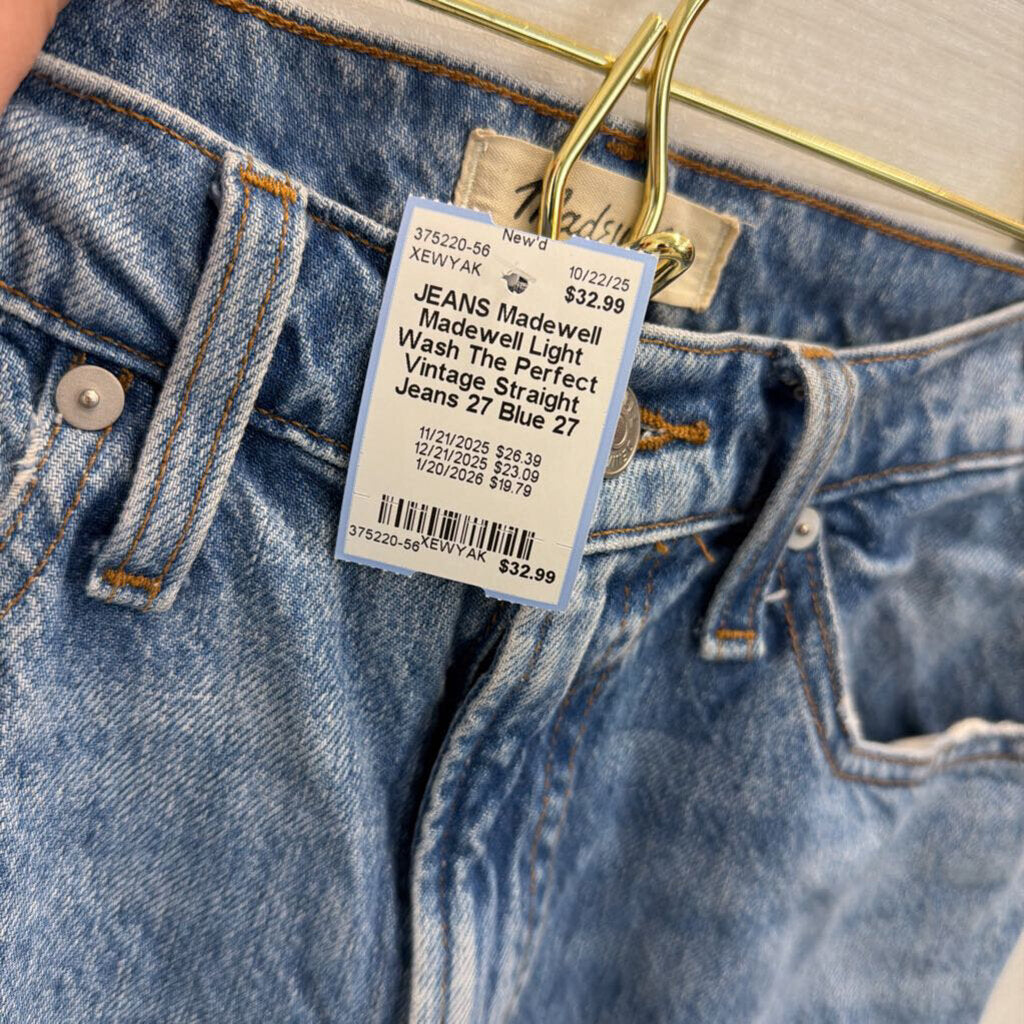 Madew
New'd
375220-56
XEWYAK
10/22/25
$32.99
JEANS Madewell
Madewell Light
Wash The Perfect
Vintage Straight
Jeans 27 Blue 27
11/21/2025 $26.39
12/21/2025 $23.09
1/20/2026 $19.79
375220-56 XEWYAK $32.99